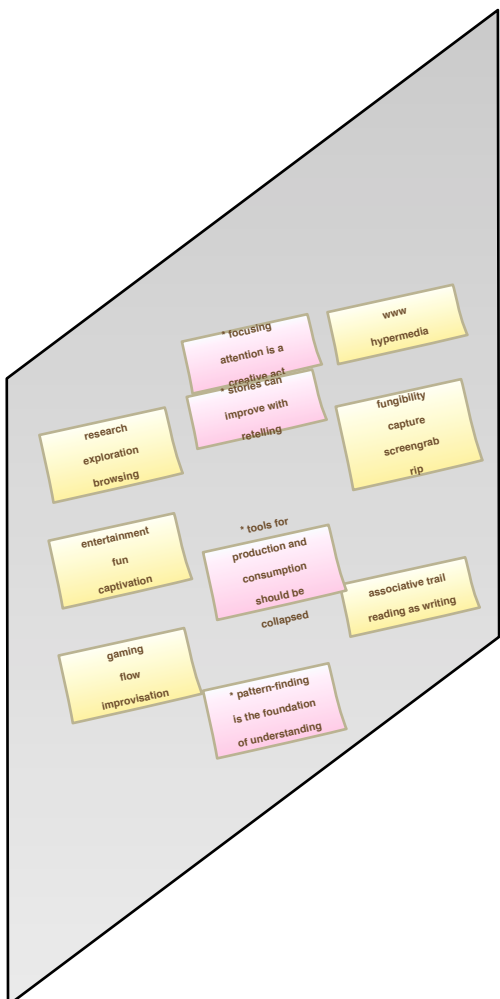 * focusing
attention is a
creative act
* stories can
improve with
retelling
www
hypermedia
fungibility
capture
screengrab
rip
research
exploration
browsing
entertainment
fun
captivation
* tools for
production and
consumption
should be
collapsed
associative trail
reading as writing
gaming
flow
improvisation
* pattern-finding
is the foundation
of understanding